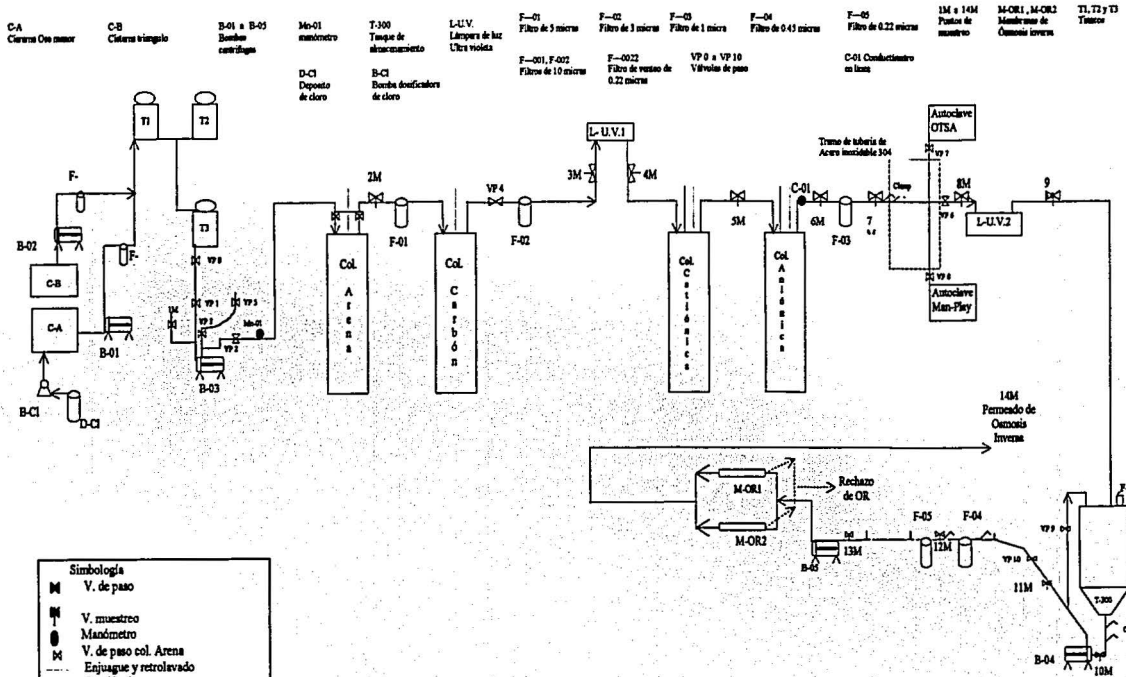 C-A
Cisterna Oso menor
C-B
Cisterna triangulo
B-01 a B-05
Bombas
centrifugas
Mn-01
manómetro
D-Cl
Deposito
de cloro
T-300
Tanque de
almacenamiento
B-Cl
Bomba dosificadora
de cloro
L-U.V.
Lámpara de luz
Ultra violeta
F—01
Filtro de 5 micras
F—001, F-002
Filtros de 10 micras
F—02
Filtro de 3 micras
F—0022
Filtro de venteo de
0.22 micras
F—03
Filtro de 1 micra
VP 0 a VP 10
Válvulas de paso
F—04
Filtro de 0.45 micras
F—05
Filtro de 0.22 micras
C-01 Conductímetro
en línea
1M a 14M
Puntos de
muestreo
M-OR1, M-OR2
Membranas de
Ósmosis inversa
T1, T2 y T3
Tinacos
T1
T2
T3
F-
F-
B-02
C-B
C-A
B-01
B-Cl
D-Cl
VP 0
VP 1
VP 3
1M
VP 2
Mn-01
B-03
2M
F-01
Col.
Arena
Col.
Carbón
VP 4
F-02
3M
L- U.V.1
4M
Col.
Catiónica
5M
Col.
Aniónica
C-01
6M
F-03
7
Tramo de tubería de
Acero inoxidable 304
Clamp
Autoclave
OTSA
VP 7
VP 6
8M
L-U.V.2
9
VP 8
Autoclave
Man-Play
14M
Permeado de
Osmosis
Inversa
M-OR1
M-OR2
Rechazo
de OR
B-05
13M
F-05
12M
F-04
VP 10
11M
VP 9
F
T-300
B-04
10M
Simbología
V. de paso
V. muestreo
Manómetro
V. de paso col. Arena
Enjuague y retrolavado